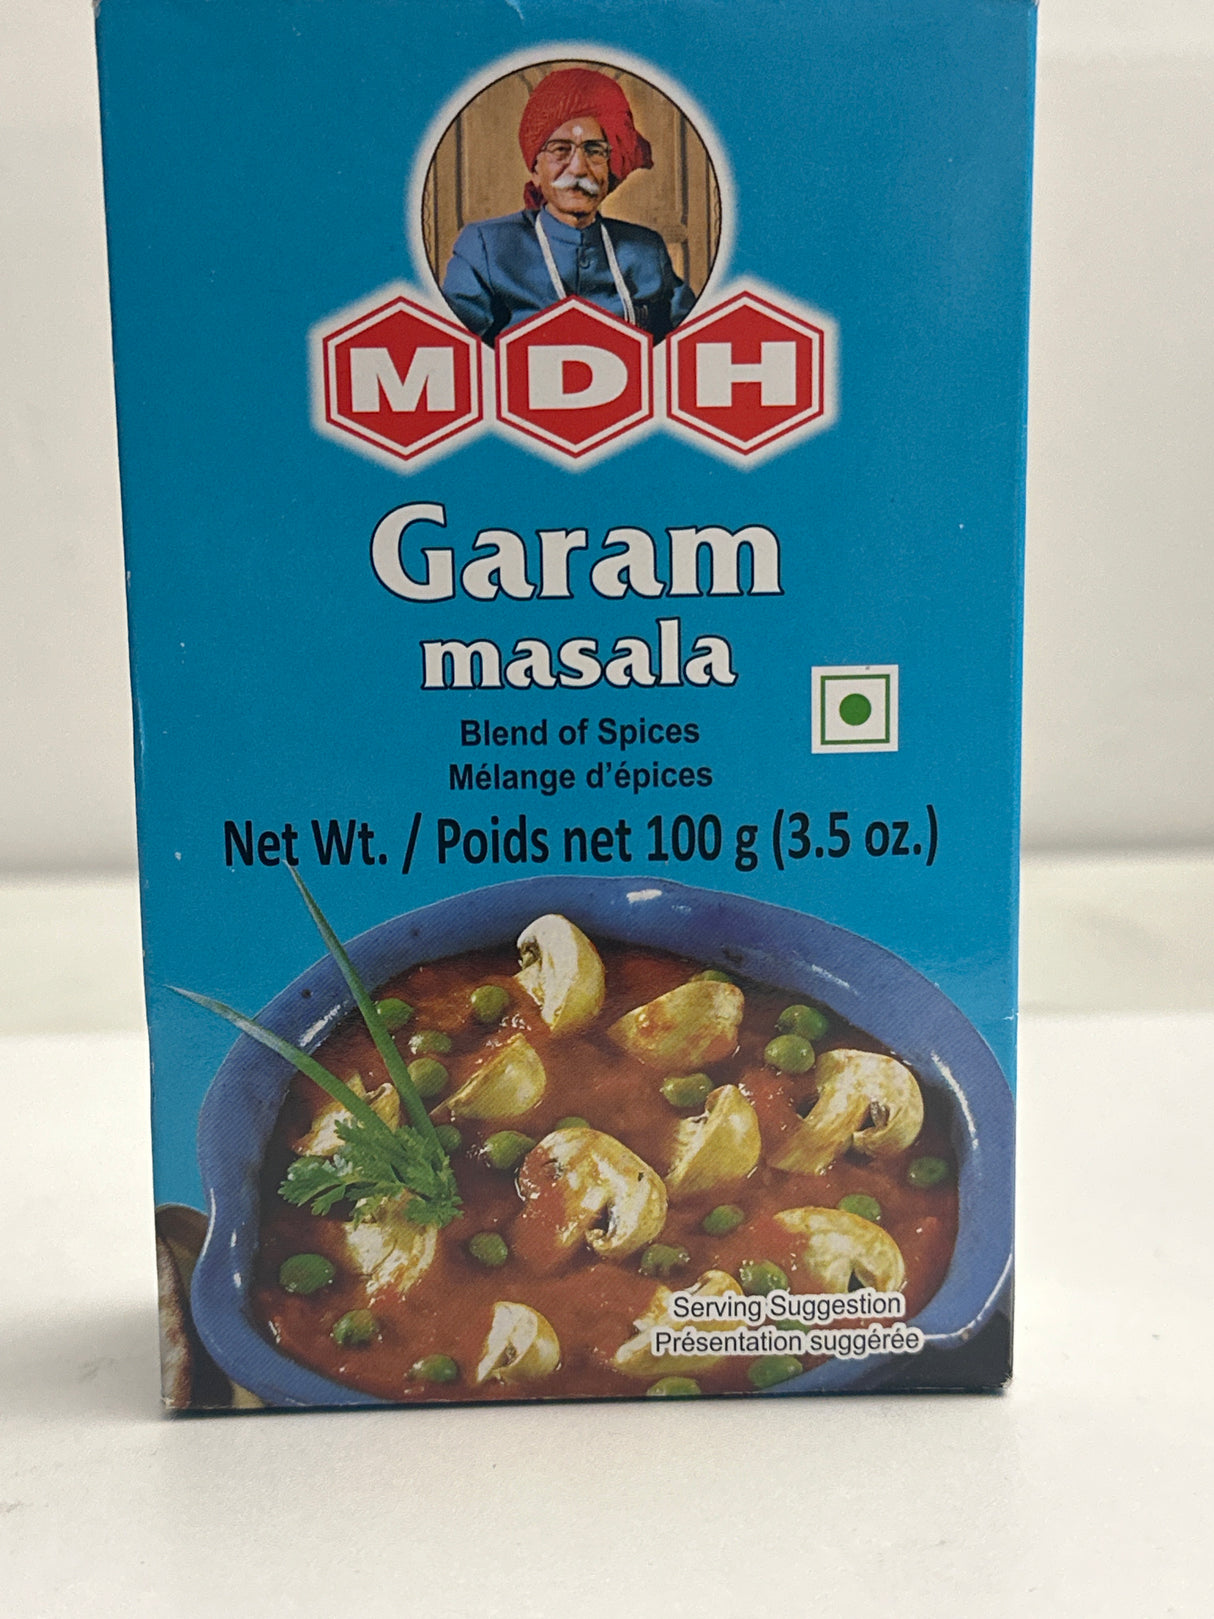 MDH
Garam
masala
Blend of Spices
Mélange d'épices
Net Wt. / Poids net 100 g (3.5 oz.)
Serving Suggestion
Présentation suggérée